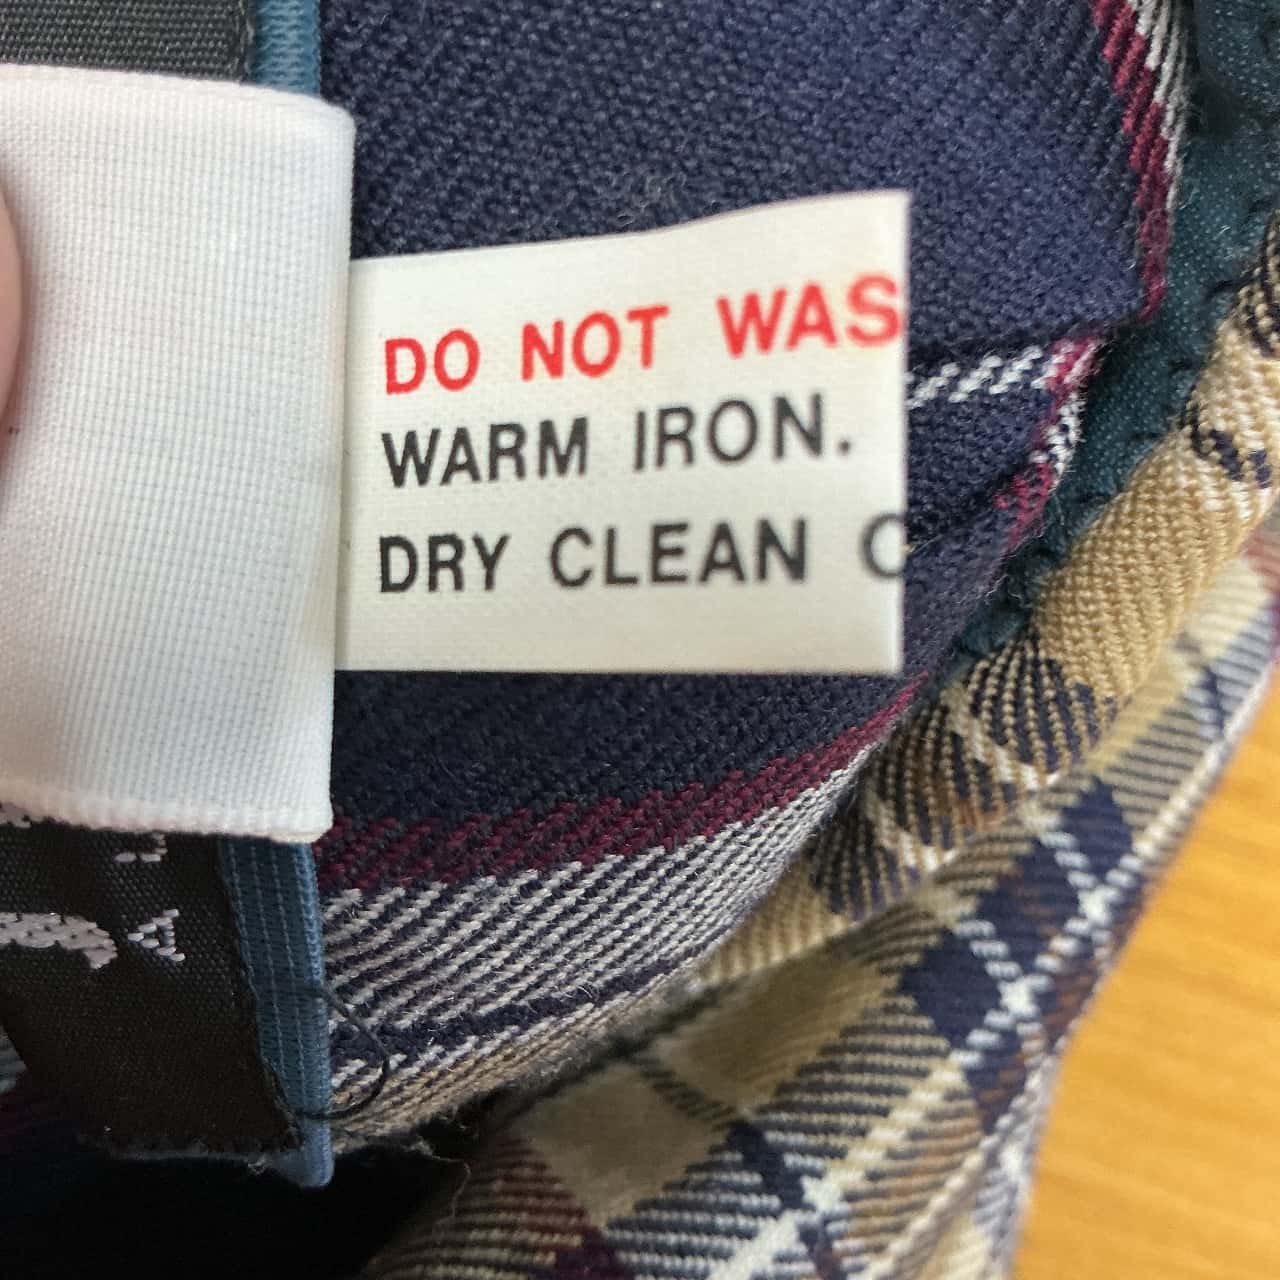 DO NOT WAS
WARM IRON.
DRY CLEAN C